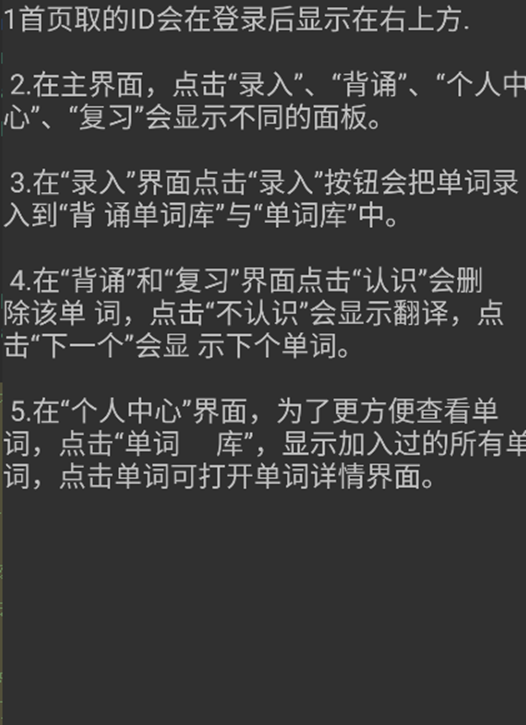 1首页取的ID会在登录后显示在右上方.
2.在主界面，点击“录入”、“背诵”、“个人中
心”、“复习”会显示不同的面板。
3.在“录入”界面点击“录入”按钮会把单词录
入到“背 诵单词库”与“单词库”中。
4.在“背诵”和“复习”界面点击“认识”会删
除该单 词，点击“不认识”会显示翻译，点
击“下一个”会显 示下个单词。
5.在“个人中心”界面，为了更方便查看单
词，点击“单词 库”，显示加入过的所有单
词，点击单词可打开单词详情界面。